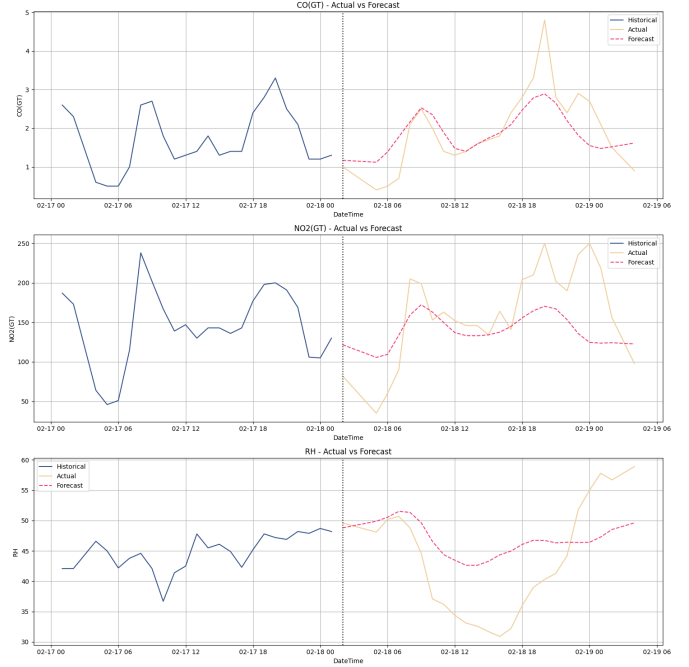 CO(GT) - Actual vs Forecast
5
4
3
2
1
CO(GT)
Historical
Actual
Forecast
02-17 00 02-17 06 02-17 12 02-17 18 02-18 00 02-18 06 02-18 12 02-18 18 02-19 00 02-19 06
DateTime
NO2(GT) - Actual vs Forecast
250
200
150
100
50
NO2(GT)
Historical
Actual
Forecast
02-17 00 02-17 06 02-17 12 02-17 18 02-18 00 02-18 06 02-18 12 02-18 18 02-19 00 02-19 06
DateTime
RH - Actual vs Forecast
60
55
50
45
40
35
30
RH
Historical
Actual
Forecast
02-17 00 02-17 06 02-17 12 02-17 18 02-18 00 02-18 06 02-18 12 02-18 18 02-19 00 02-19 06
DateTime